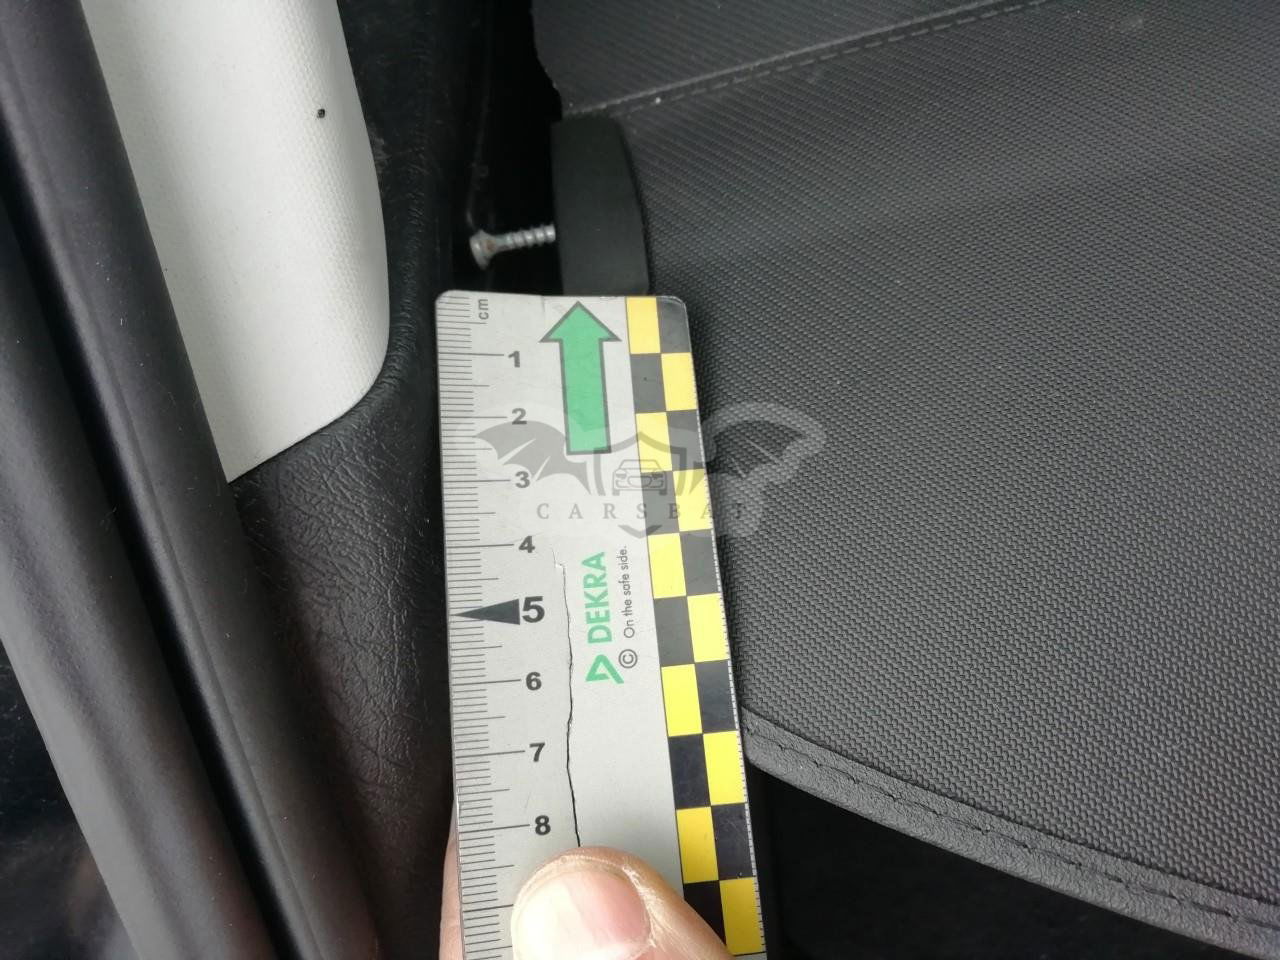 cm
1
2
3
CARSBAT
4
5
6
7
8
DEKRA
© On the safe side.